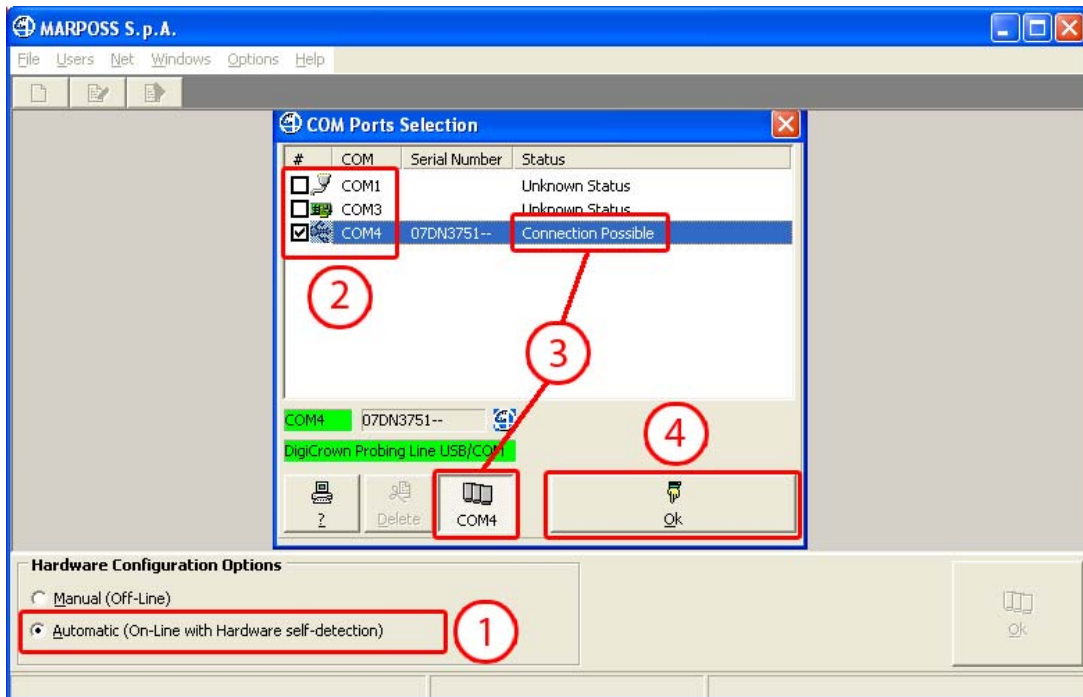 MARPOSS S.p.A.
File Users Net Windows Options Help
COM Ports Selection
# COM Serial Number Status
COM1 Unknown Status
COM3 Unknown Status
COM4 07DN3751-- Connection Possible
2
3
COM4 07DN3751--
4
DigiCrown Probing Line USB/COM
? Delete COM4 Ok
Hardware Configuration Options
Manual (Off-Line)
Automatic (On-Line with Hardware self-detection)
1
Ok